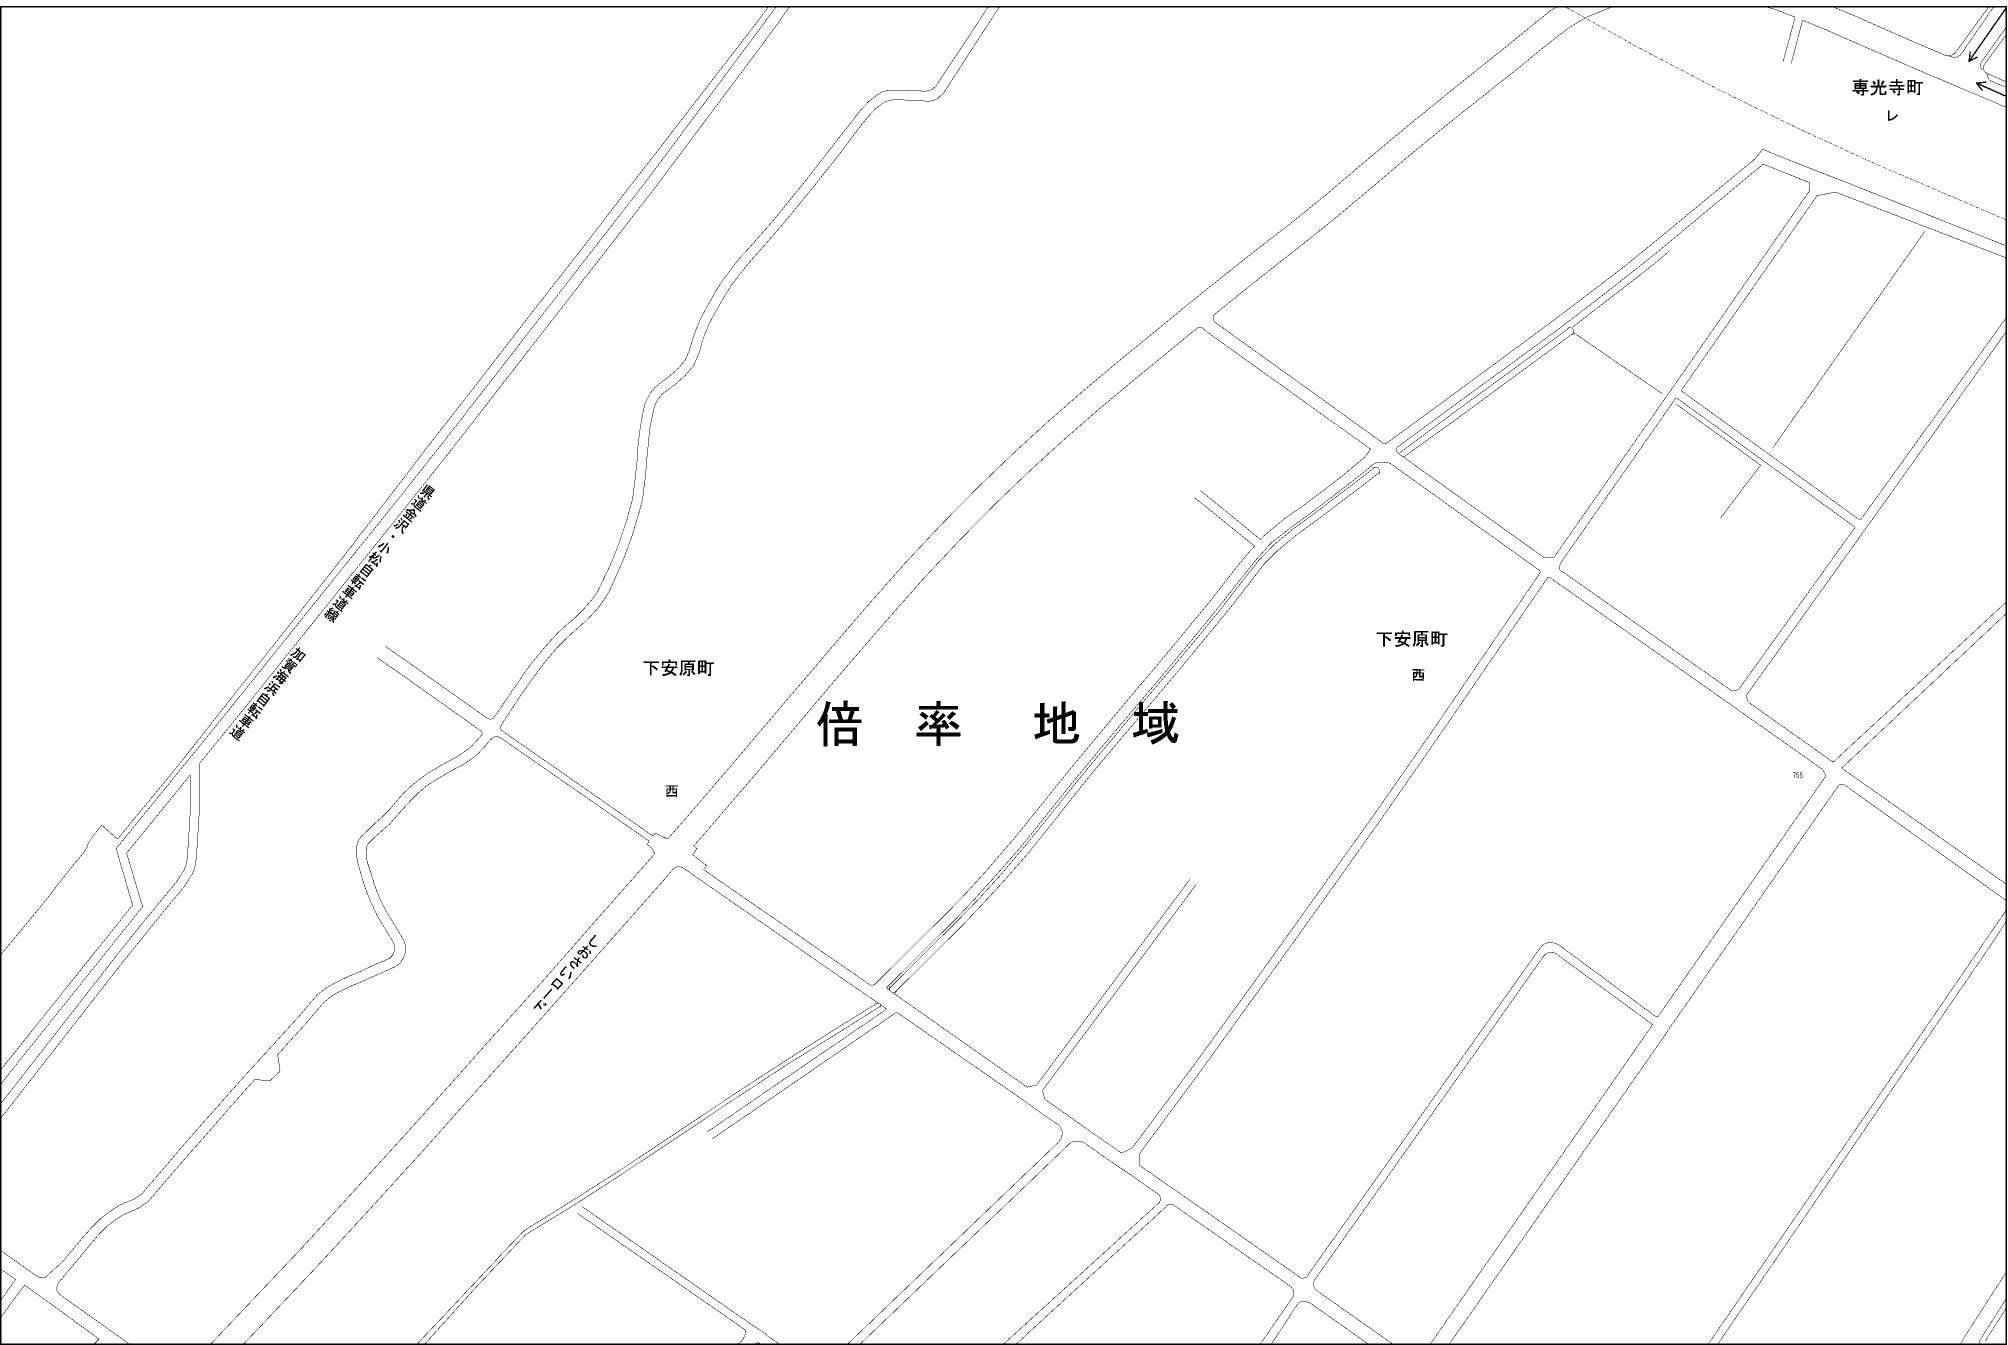 専光寺町
レ
県道金沢・小松自転車道線
加賀海浜自転車道
下安原町
西
下安原町
西
倍率地域
755
しおさいロード